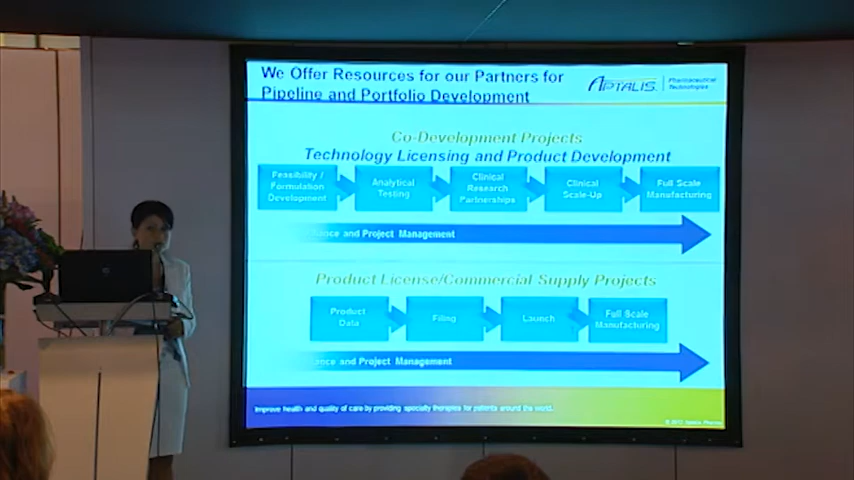 We Offer Resources for our Partners for
Pipeline and Portfolio Development
APTALIS
Pharmaceutical
Technologies
Co-Development Projects
Technology Licensing and Product Development
Feasibility /
Formulation
Development
Analytical
Testing
Clinical
Research
Partnerships
Clinical
Scale-Up
Full Scale
Manufacturing
and Project Management
Product License/Commercial Supply Projects
Product
Data
Filing
Launch
Full Scale
Manufacturing
and Project Management
Improve health and quality of care by providing specialty therapies for patients around the world.